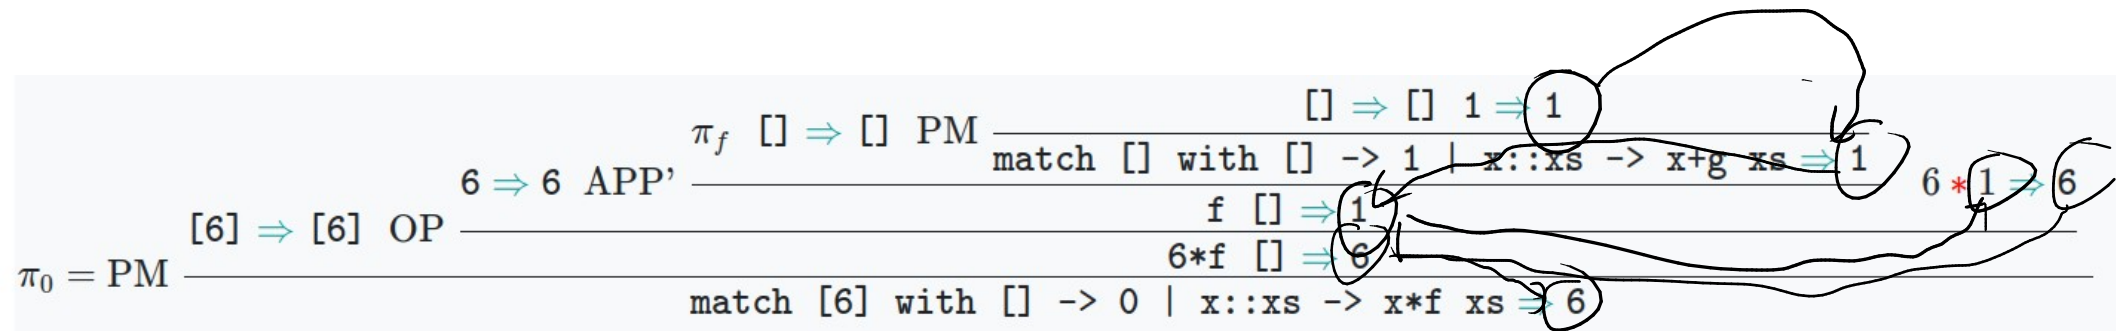 [] ⇒ [] 1 ⇒ 1
π_f [] ⇒ [] PM
match [] with [] -> 1 | x::xs -> x+g xs ⇒ 1
6 ⇒ 6 APP’
6 * 1 ⇒ 6
f [] ⇒ 1
[6] ⇒ [6] OP
6*f [] ⇒ 6
π₀ = PM
match [6] with [] -> 0 | x::xs -> x*f xs ⇒ 6